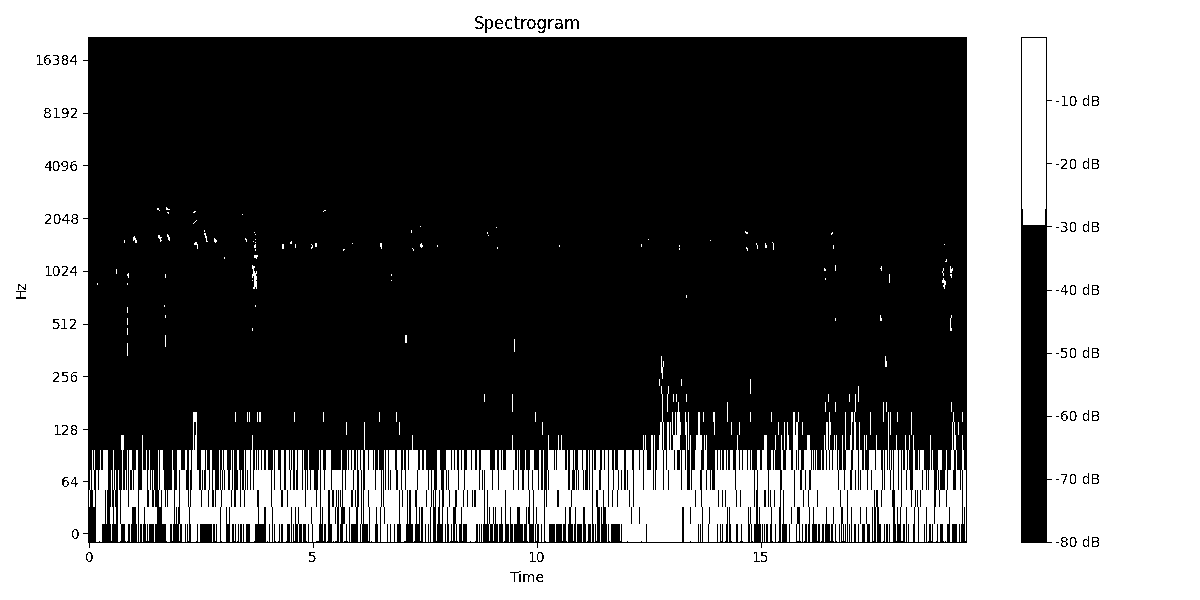 Spectrogram
16384
8192
4096
2048
1024
512
256
128
64
0
Hz
0 5 10 15
Time
-10 dB
-20 dB
-30 dB
-40 dB
-50 dB
-60 dB
-70 dB
-80 dB